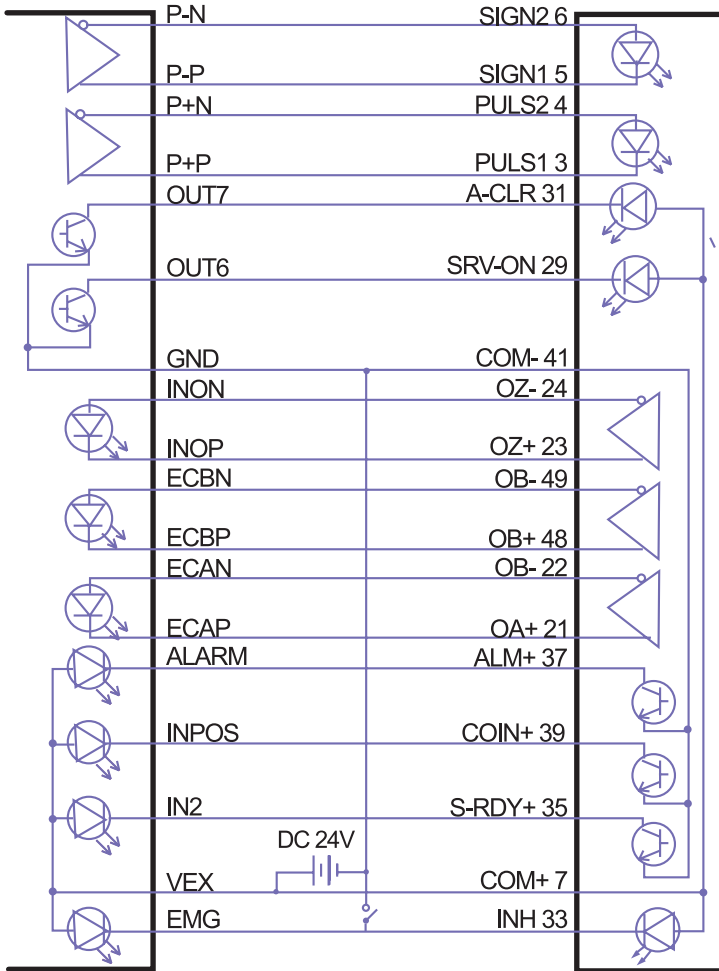 P-N SIGN2 6
P-P SIGN1 5
P+N PULS2 4
P+P PULS1 3
OUT7 A-CLR 31
OUT6 SRV-ON 29
GND COM- 41
INON OZ- 24
INOP OZ+ 23
ECBN OB- 49
ECBP OB+ 48
ECAN OB- 22
ECAP OA+ 21
ALARM ALM+ 37
INPOS COIN+ 39
IN2 S-RDY+ 35
DC 24V
VEX COM+ 7
EMG INH 33